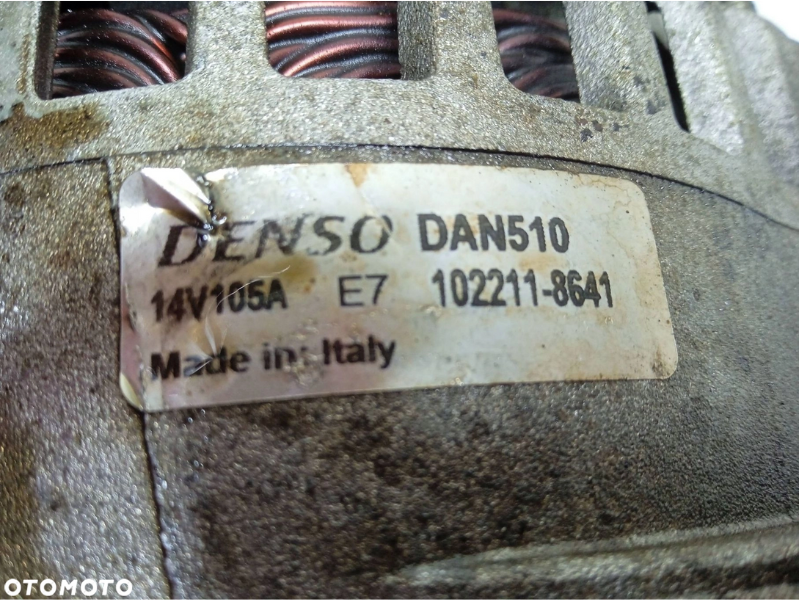 DENSO DAN510
14V105A E7 102211-8641
Made in: Italy
OTOMOTO